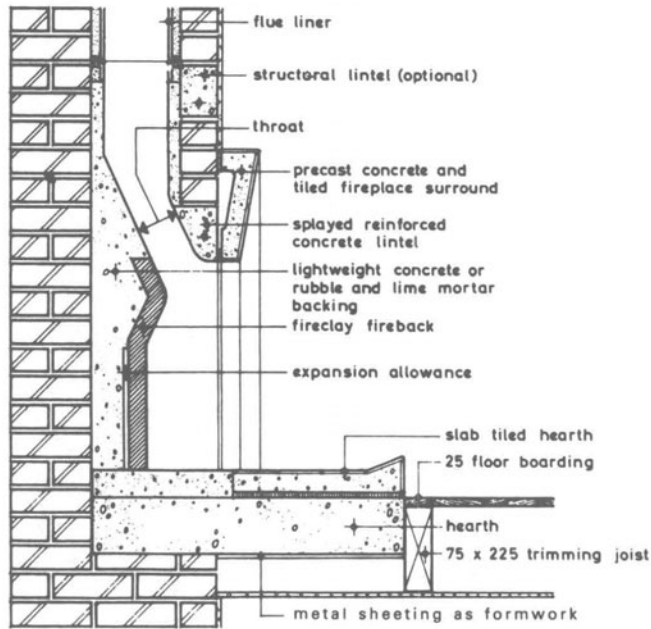 flue liner
structural lintel (optional)
throat
precast concrete and
tiled fireplace surround
splayed reinforced
concrete lintel
lightweight concrete or
rubble and lime mortar
backing
fireclay fireback
expansion allowance
slab tiled hearth
25 floor boarding
hearth
75 x 225 trimming joist
metal sheeting as formwork